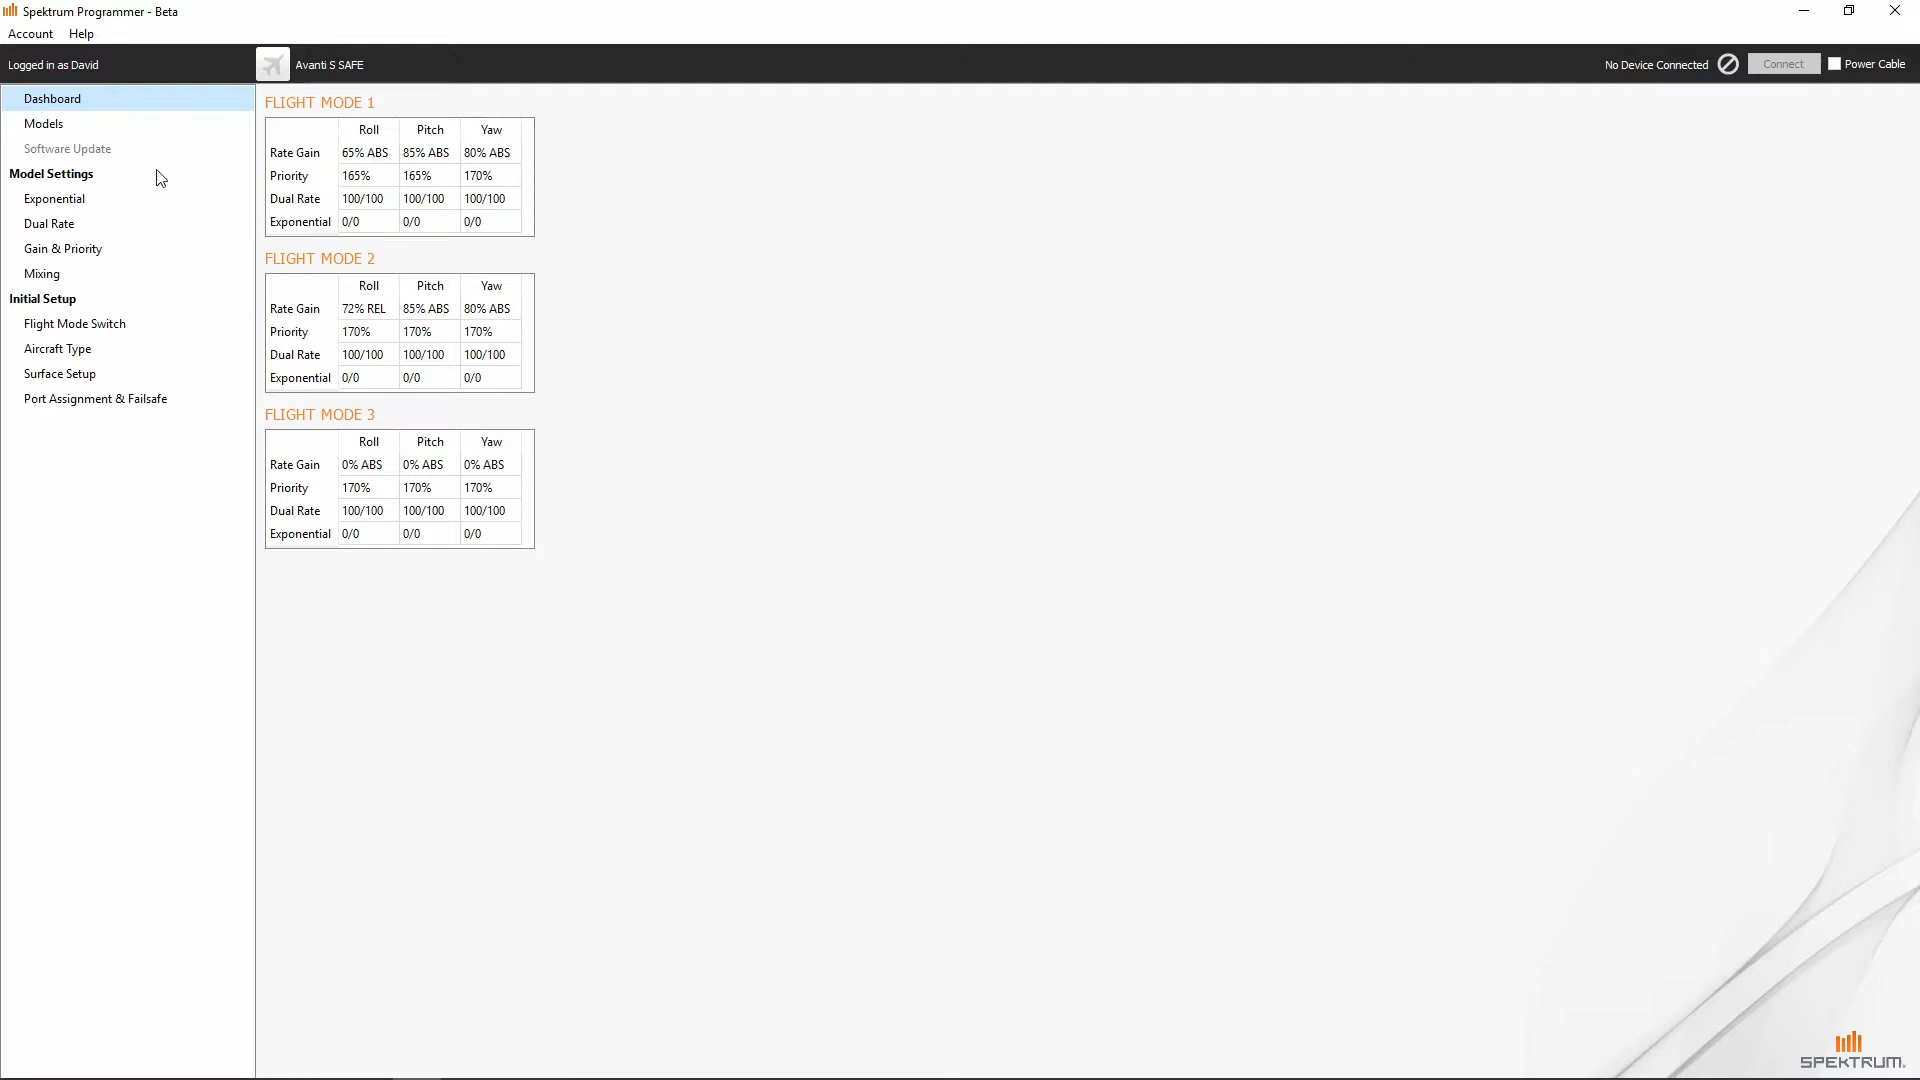 Spektrum Programmer - Beta
Account Help
Logged in as David Avanti S SAFE No Device Connected Connect Power Cable
Dashboard
Models
Software Update
Model Settings
Exponential
Dual Rate
Gain & Priority
Mixing
Initial Setup
Flight Mode Switch
Aircraft Type
Surface Setup
Port Assignment & Failsafe
FLIGHT MODE 1
Roll Pitch Yaw
Rate Gain 65% ABS 85% ABS 80% ABS
Priority 165% 165% 170%
Dual Rate 100/100 100/100 100/100
Exponential 0/0 0/0 0/0
FLIGHT MODE 2
Roll Pitch Yaw
Rate Gain 72% REL 85% ABS 80% ABS
Priority 170% 170% 170%
Dual Rate 100/100 100/100 100/100
Exponential 0/0 0/0 0/0
FLIGHT MODE 3
Roll Pitch Yaw
Rate Gain 0% ABS 0% ABS 0% ABS
Priority 170% 170% 170%
Dual Rate 100/100 100/100 100/100
Exponential 0/0 0/0 0/0
SPEKTRUM